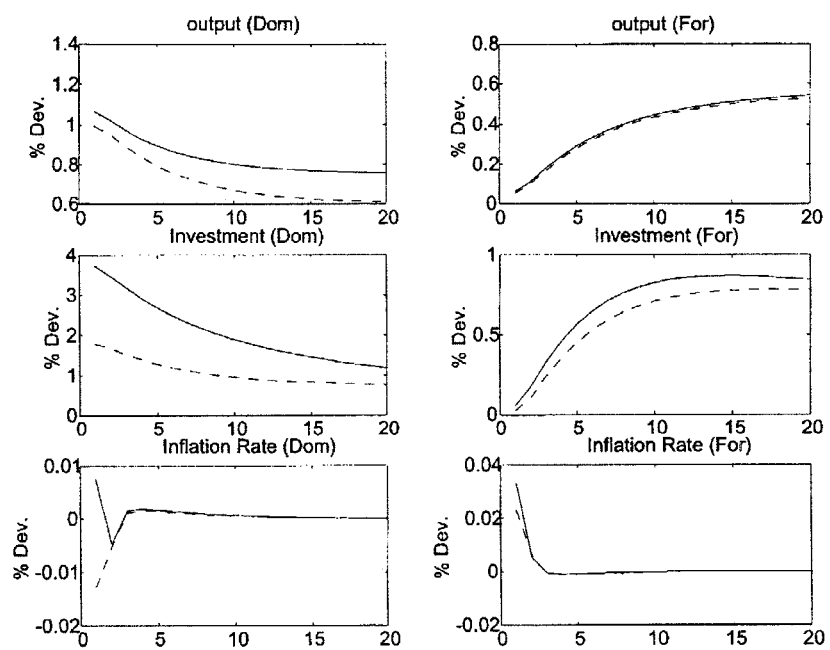 output (Dom)
1.4
1.2
1
0.8
0.6
% Dev.
0 5 10 15 20
output (For)
0.8
0.6
0.4
0.2
0
% Dev.
0 5 10 15 20
Investment (Dom)
4
3
2
1
0
% Dev.
0 5 10 15 20
Investment (For)
1
0.5
0
% Dev.
0 5 10 15 20
Inflation Rate (Dom)
0.01
0
-0.01
-0.02
% Dev.
0 5 10 15 20
Inflation Rate (For)
0.04
0.02
0
-0.02
% Dev.
0 5 10 15 20